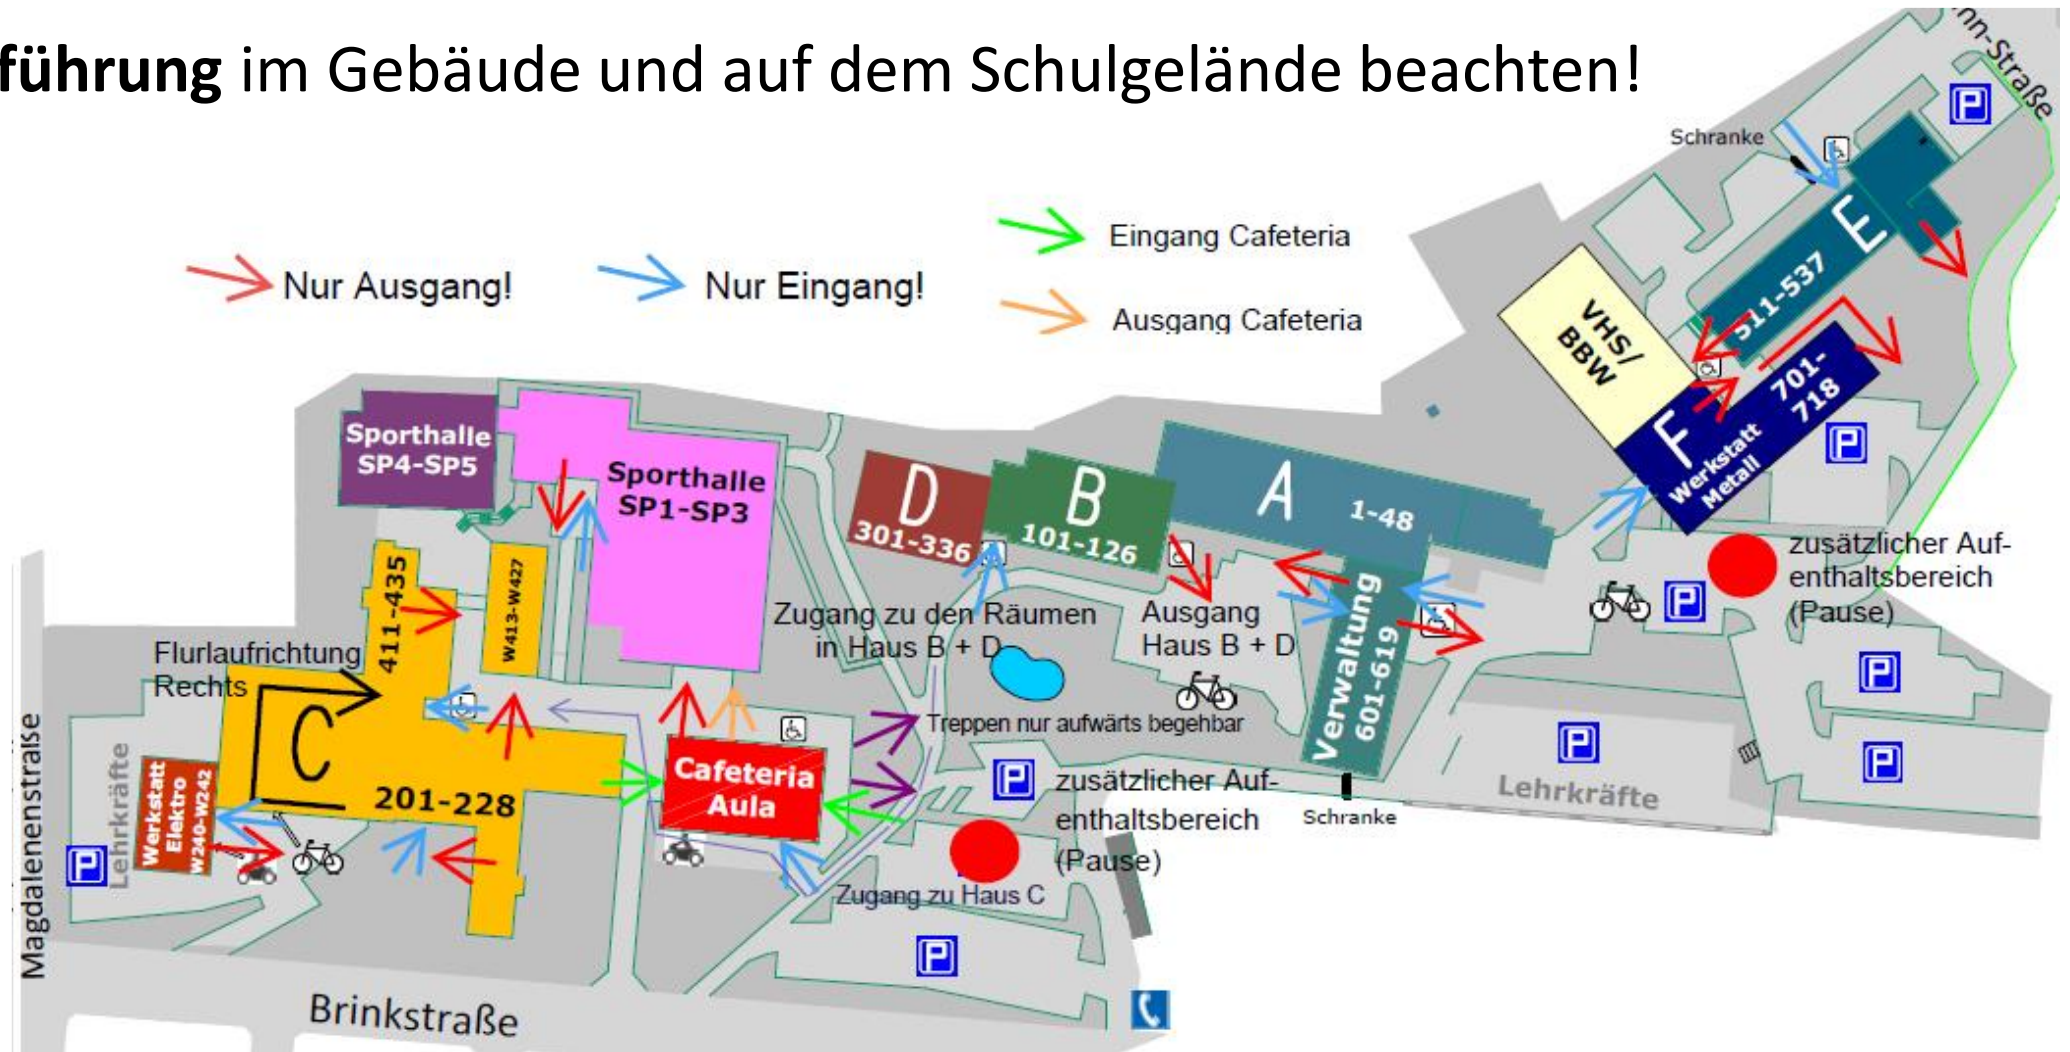 führung im Gebäude und auf dem Schulgelände beachten!
nn-Straße
Schranke
P
Eingang Cafeteria
Nur Ausgang!
Nur Eingang!
Ausgang Cafeteria
E
511-537
VHS/
BBW
701-
718
F
Werkstatt
Metall
P
Sporthalle
SP4-SP5
Sporthalle
SP1-SP3
D
301-336
B
101-126
A
1-48
zusätzlicher Auf-
enthaltsbereich
(Pause)
P
411-435
W413-W427
Zugang zu den Räumen
in Haus B + D
Ausgang
Haus B + D
Verwaltung
601-619
Flurlaufrichtung
Rechts
C
201-228
Treppen nur aufwärts begehbar
P
P
P
Lehrkräfte
Cafeteria
Aula
P
zusätzlicher Auf-
enthaltsbereich
(Pause)
Schranke
Magdalenenstraße
Lehrkräfte
Werkstatt
Elektro
W240-W242
P
Zugang zu Haus C
P
Brinkstraße